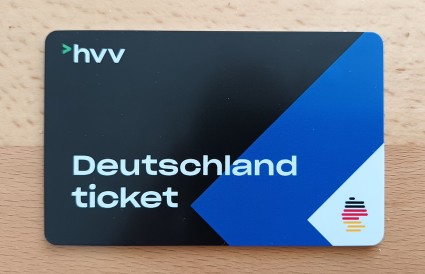 >hvv
Deutschland
ticket